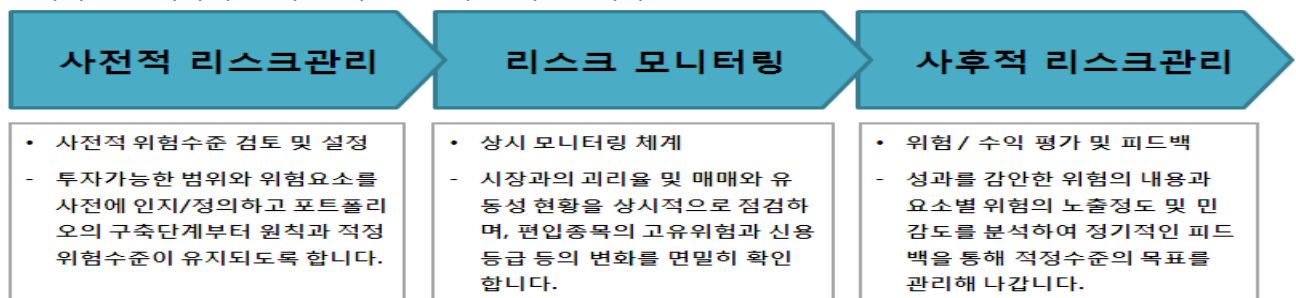 사전적 리스크관리
리스크 모니터링
사후적 리스크관리
• 사전적 위험수준 검토 및 설정
- 투자가능한 범위와 위험요소를
사전에 인지/정의하고 포트폴리
오의 구축단계부터 원칙과 적정
위험수준이 유지되도록 합니다.
• 상시 모니터링 체계
- 시장과의 괴리율 및 매매와 유
동성 현황을 상시적으로 점검하
며, 편입종목의 고유위험과 신용
등급 등의 변화를 면밀히 확인
합니다.
• 위험 / 수익 평가 및 피드백
- 성과를 감안한 위험의 내용과
요소별 위험의 노출정도 및 민
감도를 분석하여 정기적인 피드
백을 통해 적정수준의 목표를
관리해 나갑니다.